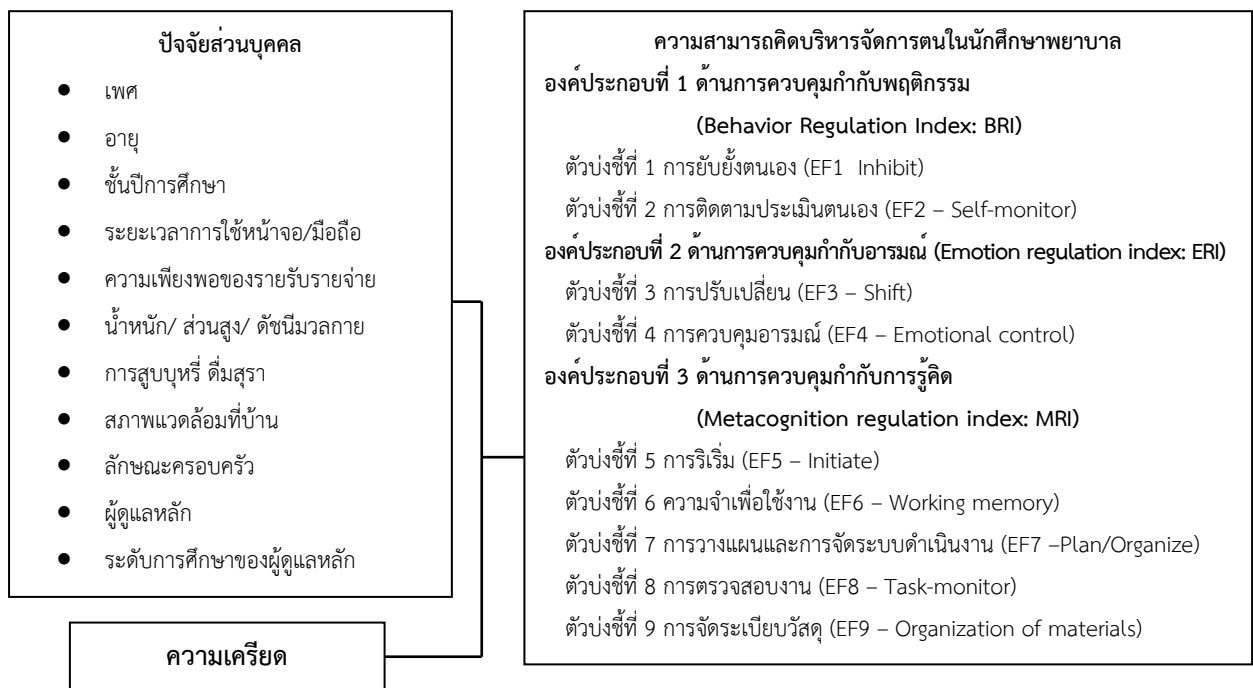 ปัจจัยส่วนบุคคล
● เพศ
● อายุ
● ชั้นปีการศึกษา
● ระยะเวลาการใช้หน้าจอ/มือถือ
● ความเพียงพอของรายรับรายจ่าย
● น้ำหนัก/ ส่วนสูง/ ดัชนีมวลกาย
● การสูบบุหรี่ ดื่มสุรา
● สภาพแวดล้อมที่บ้าน
● ลักษณะครอบครัว
● ผู้ดูแลหลัก
● ระดับการศึกษาของผู้ดูแลหลัก
ความเครียด
ความสามารถคิดบริหารจัดการตนในนักศึกษาพยาบาล
องค์ประกอบที่ 1 ด้านการควบคุมกำกับพฤติกรรม
(Behavior Regulation Index: BRI)
ตัวบ่งชี้ที่ 1 การยับยั้งตนเอง (EF1 Inhibit)
ตัวบ่งชี้ที่ 2 การติดตามประเมินตนเอง (EF2 – Self-monitor)
องค์ประกอบที่ 2 ด้านการควบคุมกำกับอารมณ์ (Emotion regulation index: ERI)
ตัวบ่งชี้ที่ 3 การปรับเปลี่ยน (EF3 – Shift)
ตัวบ่งชี้ที่ 4 การควบคุมอารมณ์ (EF4 – Emotional control)
องค์ประกอบที่ 3 ด้านการควบคุมกำกับการรู้คิด
(Metacognition regulation index: MRI)
ตัวบ่งชี้ที่ 5 การริเริ่ม (EF5 – Initiate)
ตัวบ่งชี้ที่ 6 ความจำเพื่อใช้งาน (EF6 – Working memory)
ตัวบ่งชี้ที่ 7 การวางแผนและการจัดระบบดำเนินงาน (EF7 –Plan/Organize)
ตัวบ่งชี้ที่ 8 การตรวจสอบงาน (EF8 – Task-monitor)
ตัวบ่งชี้ที่ 9 การจัดระเบียบวัสดุ (EF9 – Organization of materials)